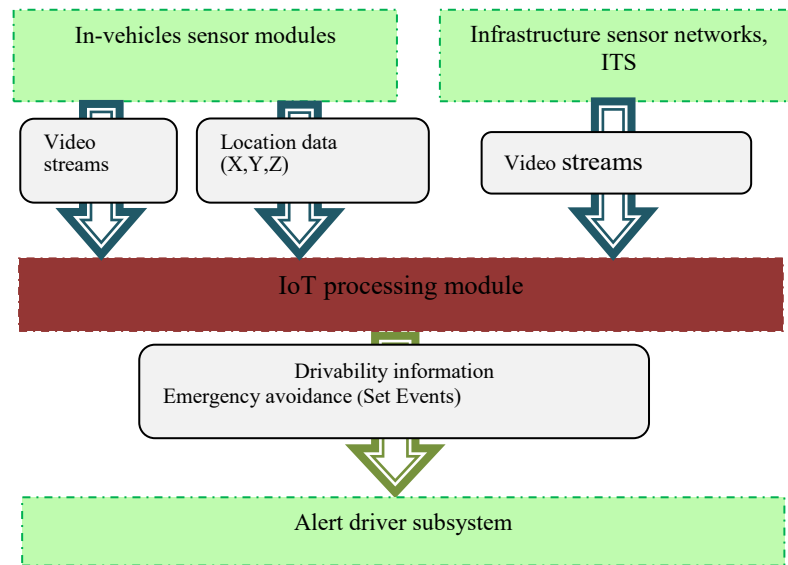 In-vehicles sensor modules
Infrastructure sensor networks,
ITS
Video
streams
Location data
(X,Y,Z)
Video streams
IoT processing module
Drivability information
Emergency avoidance (Set Events)
Alert driver subsystem